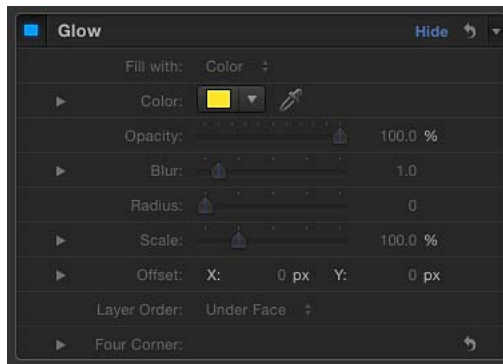 Glow Hide
Fill with: Color
Color:
Opacity: 100.0 %
Blur: 1.0
Radius: 0
Scale: 100.0 %
Offset: X: 0 px Y: 0 px
Layer Order: Under Face
Four Corner: